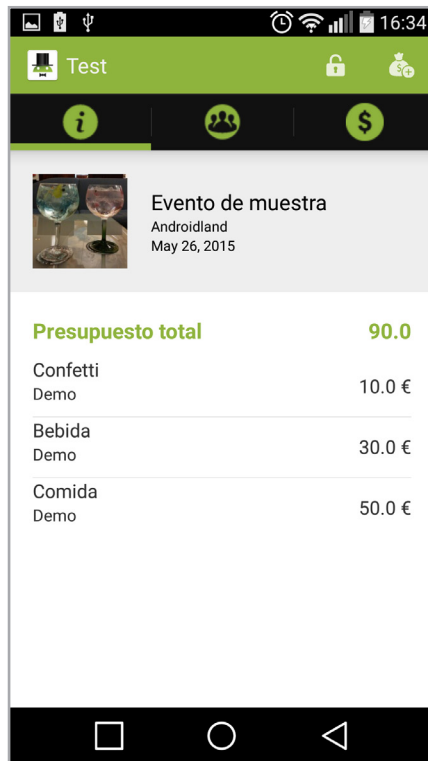 16:34
Test
Evento de muestra
Androidland
May 26, 2015
Presupuesto total 90.0
Confetti
Demo
10.0 €
Bebida
Demo
30.0 €
Comida
Demo
50.0 €